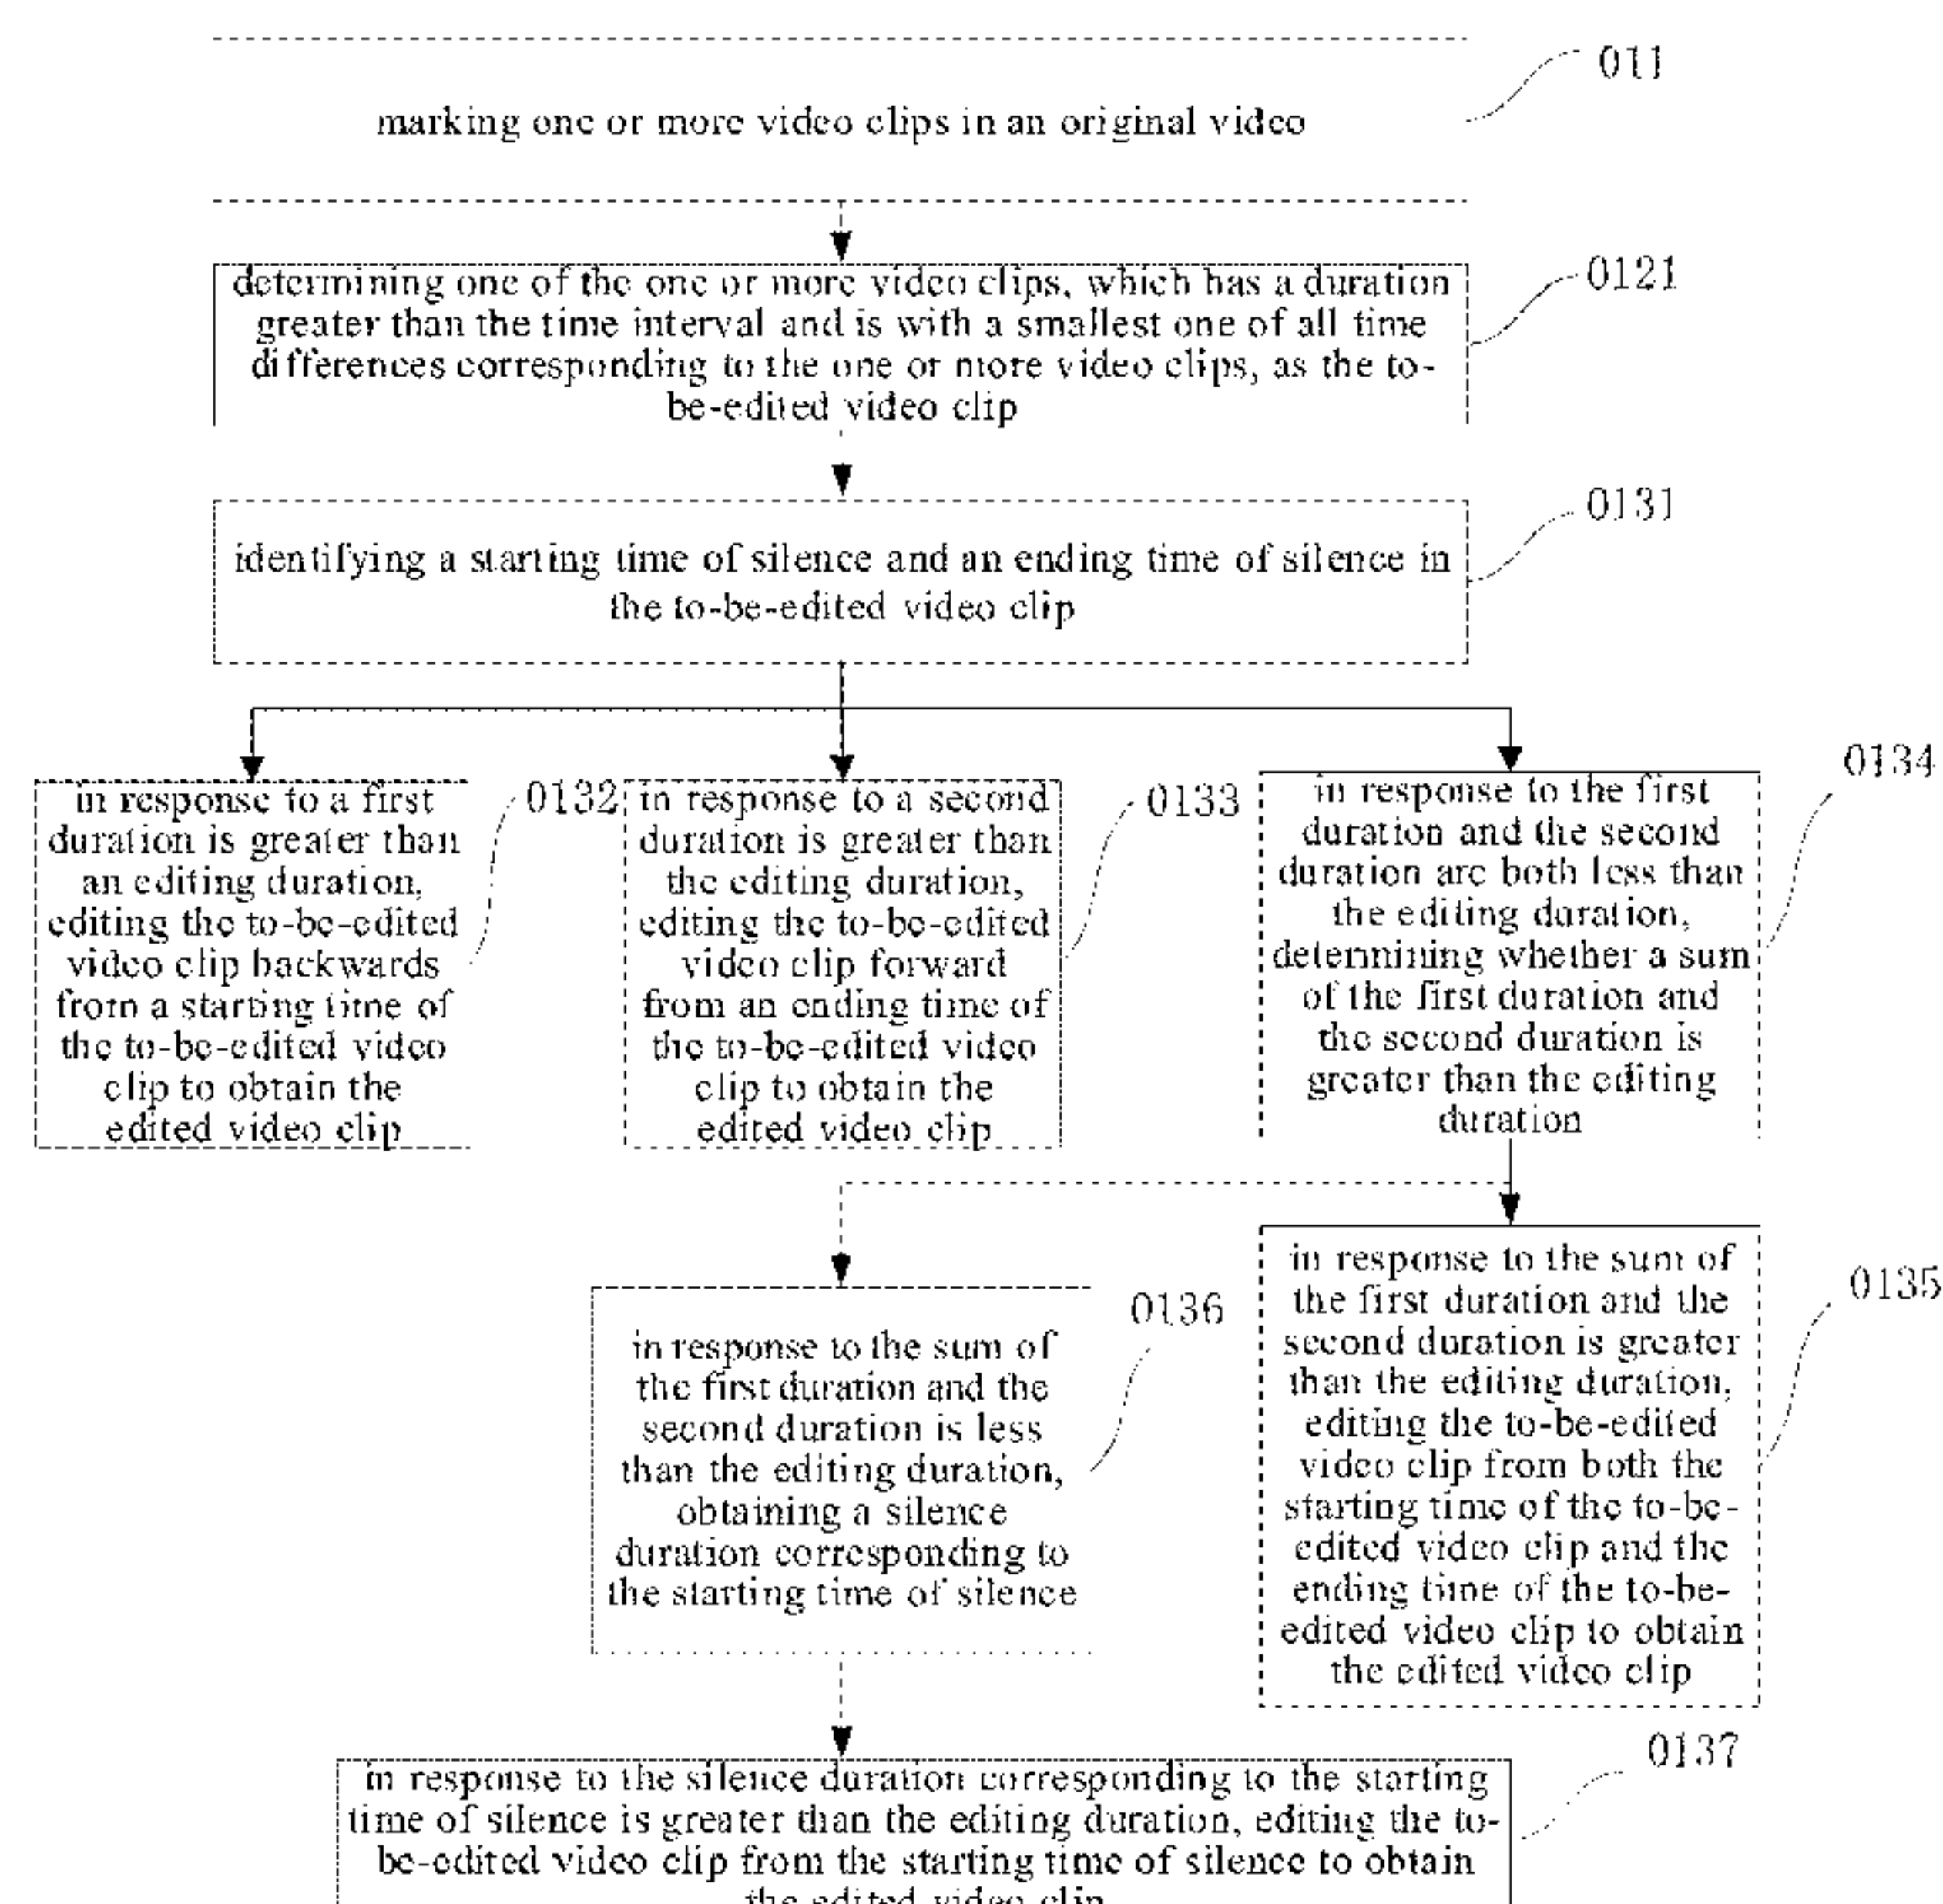 011
marking one or more video clips in an original video
0121
determining one of the one or more video clips, which has a duration
greater than the time interval and is with a smallest one of all time
differences corresponding to the one or more video clips, as the to-
be-edited video clip
0131
identifying a starting time of silence and an ending time of silence in
the to-be-edited video clip
0132
in response to a first
duration is greater than
an editing duration,
editing the to-be-edited
video clip backwards
from a starting time of
the to-be-edited video
clip to obtain the
edited video clip
0133
in response to a second
duration is greater than
the editing duration,
editing the to-be-edited
video clip forward
from an ending time of
the to-be-edited video
clip to obtain the
edited video clip
0134
in response to the first
duration and the second
duration are both less than
the editing duration,
determining whether a sum
of the first duration and
the second duration is
greater than the editing
duration
0136
in response to the sum of
the first duration and the
second duration is less
than the editing duration,
obtaining a silence
duration corresponding to
the starting time of silence
0135
in response to the sum of
the first duration and the
second duration is greater
than the editing duration,
editing the to-be-edited
video clip from both the
starting time of the to-be-
edited video clip and the
ending time of the to-be-
edited video clip to obtain
the edited video clip
0137
in response to the silence duration corresponding to the starting
time of silence is greater than the editing duration, editing the to-
be-edited video clip from the starting time of silence to obtain
the edited video clip